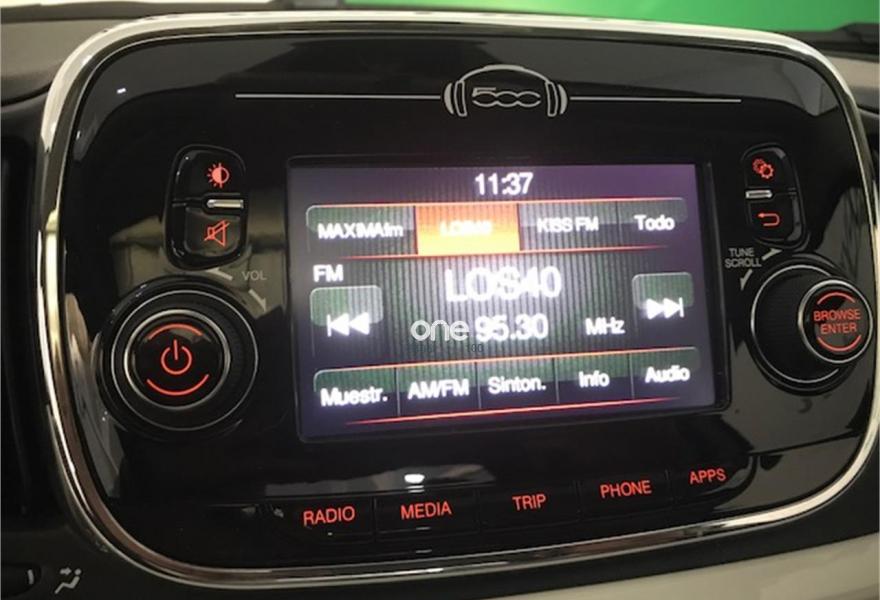 500
11:37
MAXIMAfm LOS40 KISS FM Todo
FM
LOS40
95.30 MHz
one
Muestr. AM/FM Sinton. Info Audio
VOL
TUNE
SCROLL
BROWSE
ENTER
RADIO MEDIA TRIP PHONE APPS